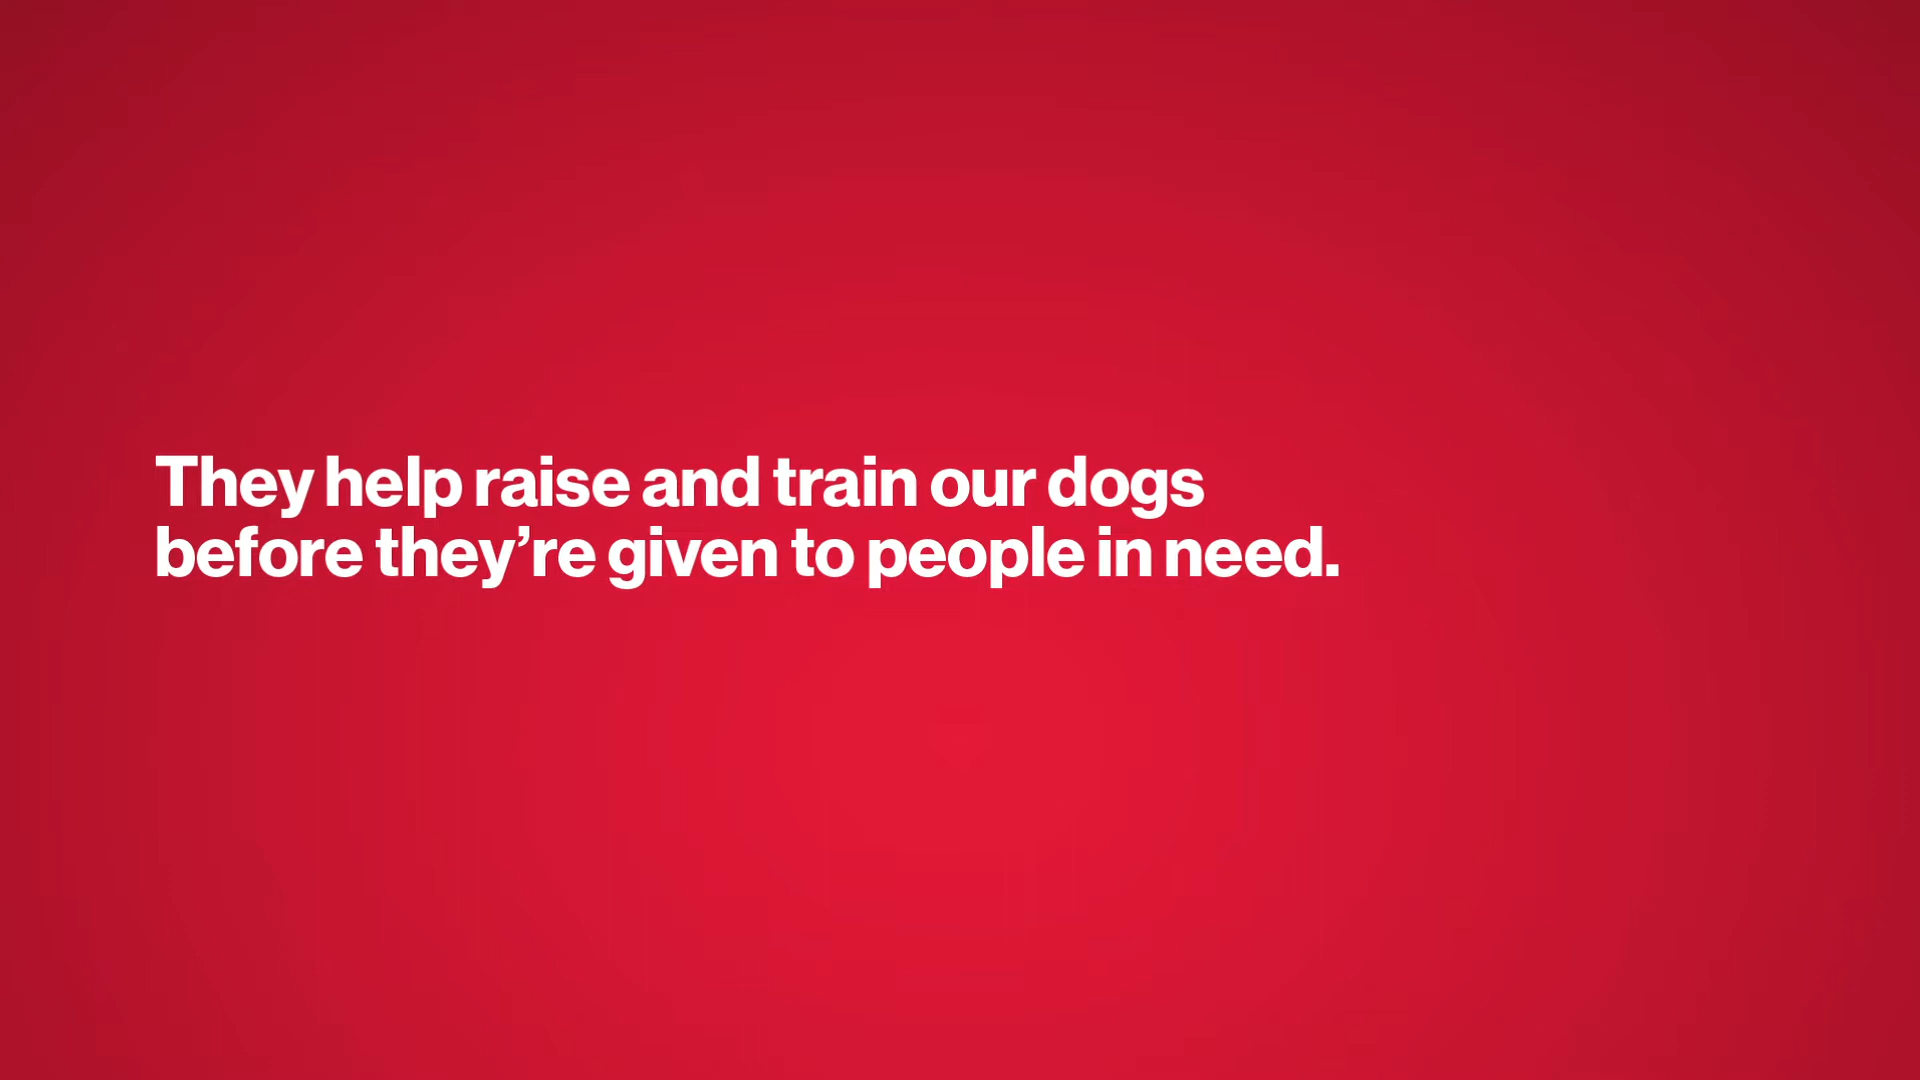 They help raise and train our dogs
before they’re given to people in need.